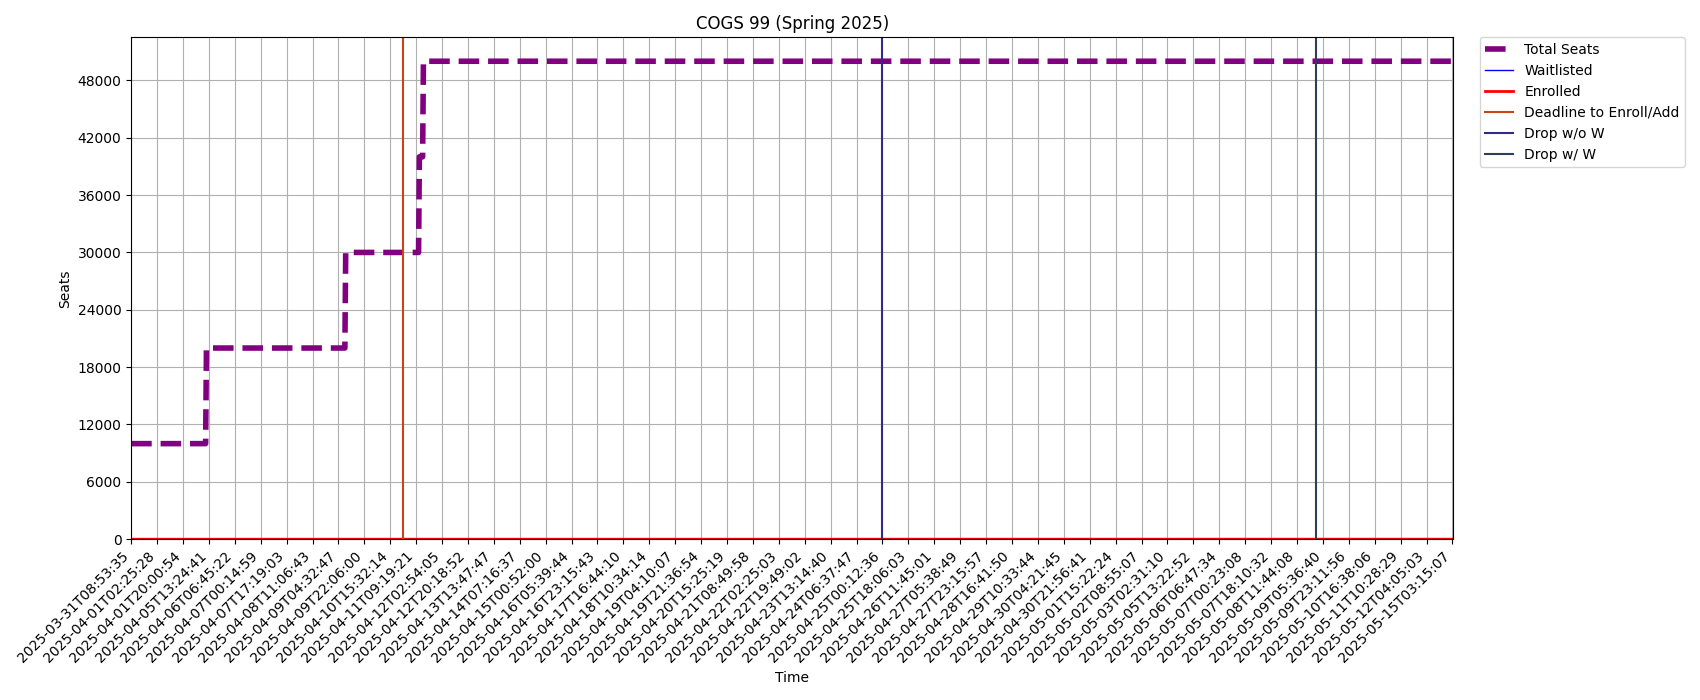 COGS 99 (Spring 2025)
Total Seats
Waitlisted
Enrolled
Deadline to Enroll/Add
Drop w/o W
Drop w/ W
48000
42000
36000
30000
24000
18000
12000
6000
0
Seats
2025-03-31T08:53:35
2025-04-01T02:25:28
2025-04-01T20:00:54
2025-04-05T13:24:41
2025-04-06T06:45:22
2025-04-07T00:14:59
2025-04-07T17:19:03
2025-04-08T11:06:43
2025-04-09T04:32:47
2025-04-09T22:06:00
2025-04-10T15:32:14
2025-04-11T09:19:21
2025-04-12T02:54:05
2025-04-12T20:18:52
2025-04-13T13:47:47
2025-04-14T07:16:37
2025-04-15T00:52:00
2025-04-16T05:39:44
2025-04-16T23:15:43
2025-04-17T16:44:10
2025-04-18T10:34:14
2025-04-19T04:10:07
2025-04-19T21:36:54
2025-04-20T15:25:19
2025-04-21T08:49:58
2025-04-22T02:25:03
2025-04-22T19:49:02
2025-04-23T13:14:40
2025-04-24T06:37:47
2025-04-25T00:12:36
2025-04-25T18:06:03
2025-04-26T11:45:01
2025-04-27T05:38:49
2025-04-27T23:15:57
2025-04-28T16:41:50
2025-04-29T10:33:44
2025-04-30T04:21:45
2025-04-30T21:56:41
2025-05-01T15:22:24
2025-05-02T08:55:07
2025-05-03T02:31:10
2025-05-05T13:22:52
2025-05-06T06:47:34
2025-05-07T00:23:08
2025-05-07T18:10:32
2025-05-08T11:44:08
2025-05-09T05:36:40
2025-05-09T23:11:56
2025-05-10T16:38:06
2025-05-11T10:28:29
2025-05-12T04:05:03
2025-05-15T03:15:07
Time